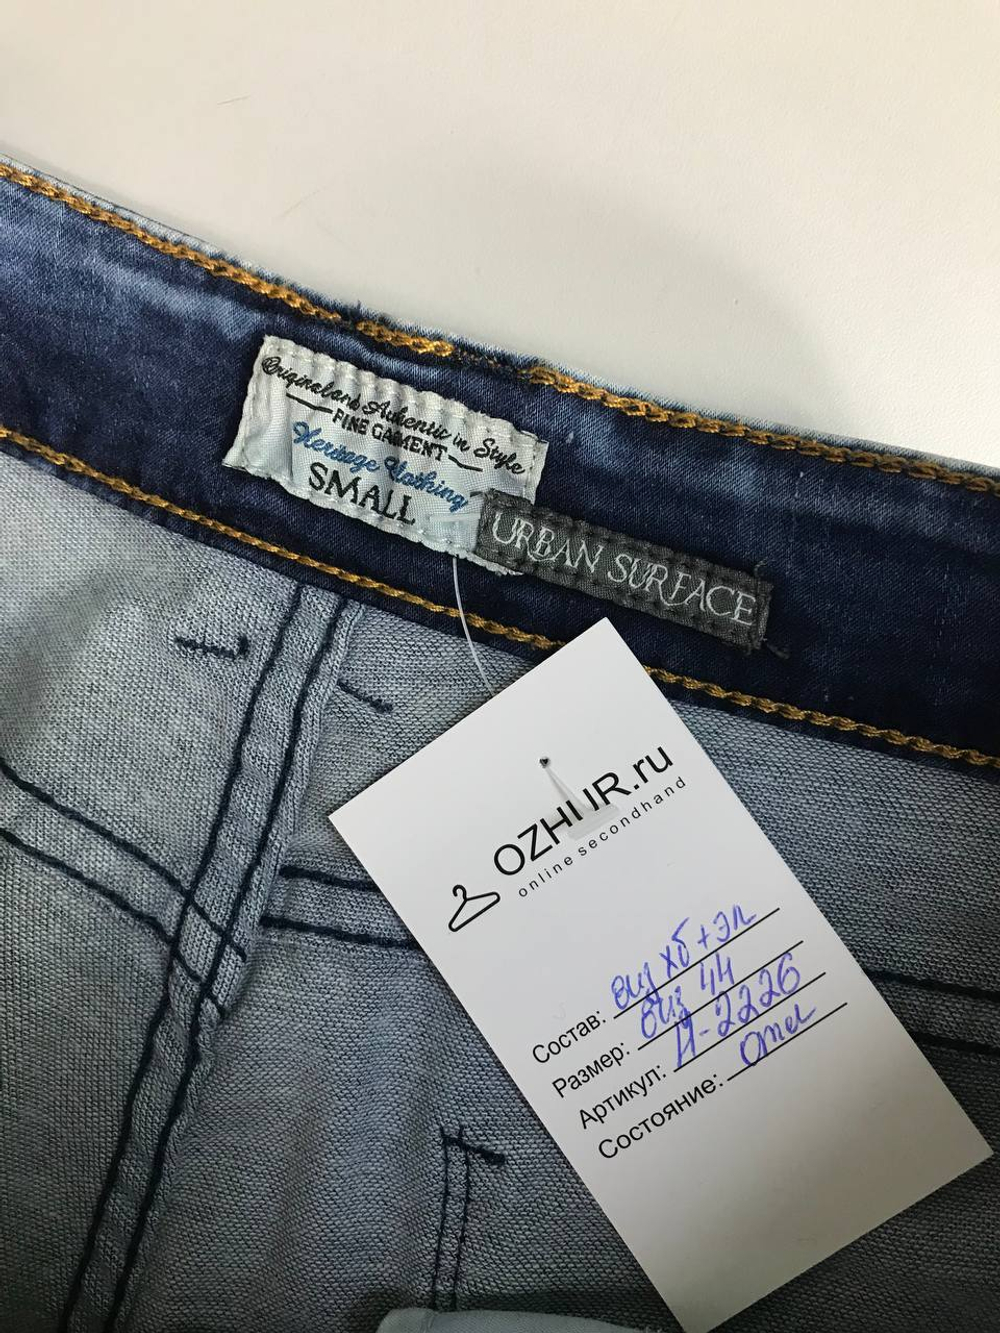 Original and Authentic in Style
FINE GARMENT
Heritage Clothing
SMALL
URBAN SURFACE
OZHUR.ru
online secondhand
Состав: виз хб + эл
Размер: виз 44
Артикул: Д-2226
Состояние: отл